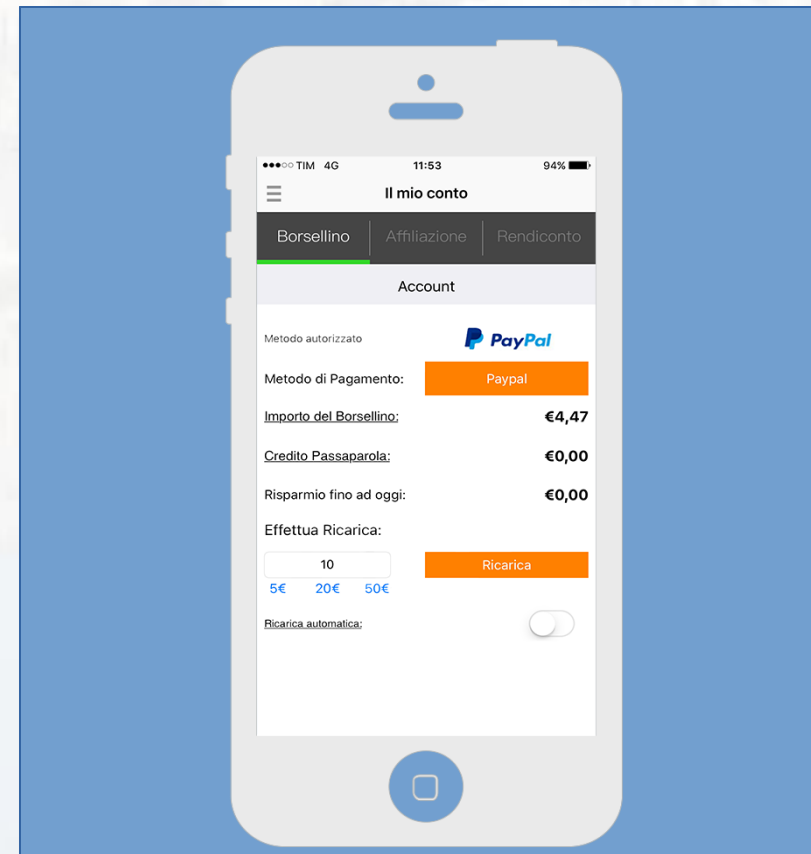 TIM 4G 11:53 94%
Il mio conto
Borsellino Affiliazione Rendiconto
Account
Metodo autorizzato PayPal
Metodo di Pagamento: Paypal
Importo del Borsellino: €4,47
Credito Passaparola: €0,00
Risparmio fino ad oggi: €0,00
Effettua Ricarica:
10 Ricarica
5€ 20€ 50€
Ricarica automatica: